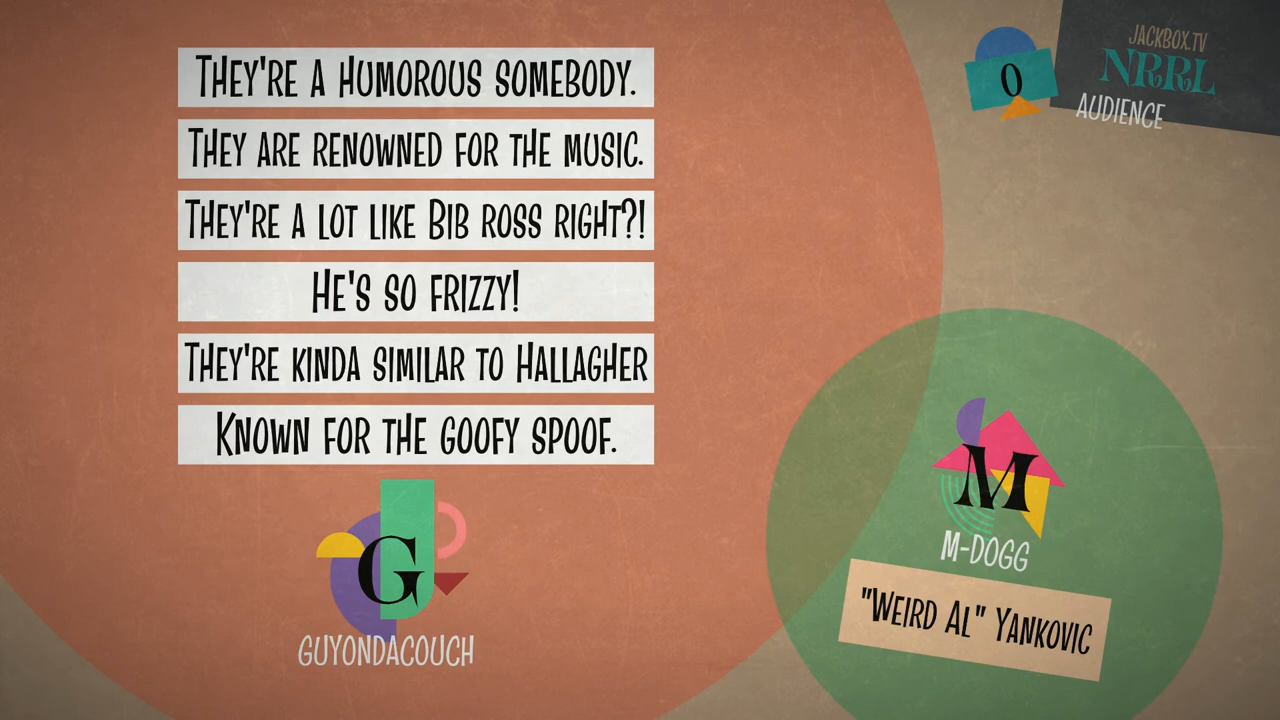 THEY'RE A HUMOROUS SOMEBODY.
THEY ARE RENOWNED FOR THE MUSIC.
THEY'RE A LOT LIKE BIB ROSS RIGHT?!
HE'S SO FRIZZY!
THEY'RE KINDA SIMILAR TO HALLAGHER
KNOWN FOR THE GOOFY SPOOF.
G
GUYONDACOUCH
JACKBOX.TV
NRRL
0
AUDIENCE
M
M-DOGG
"WEIRD AL" YANKOVIC